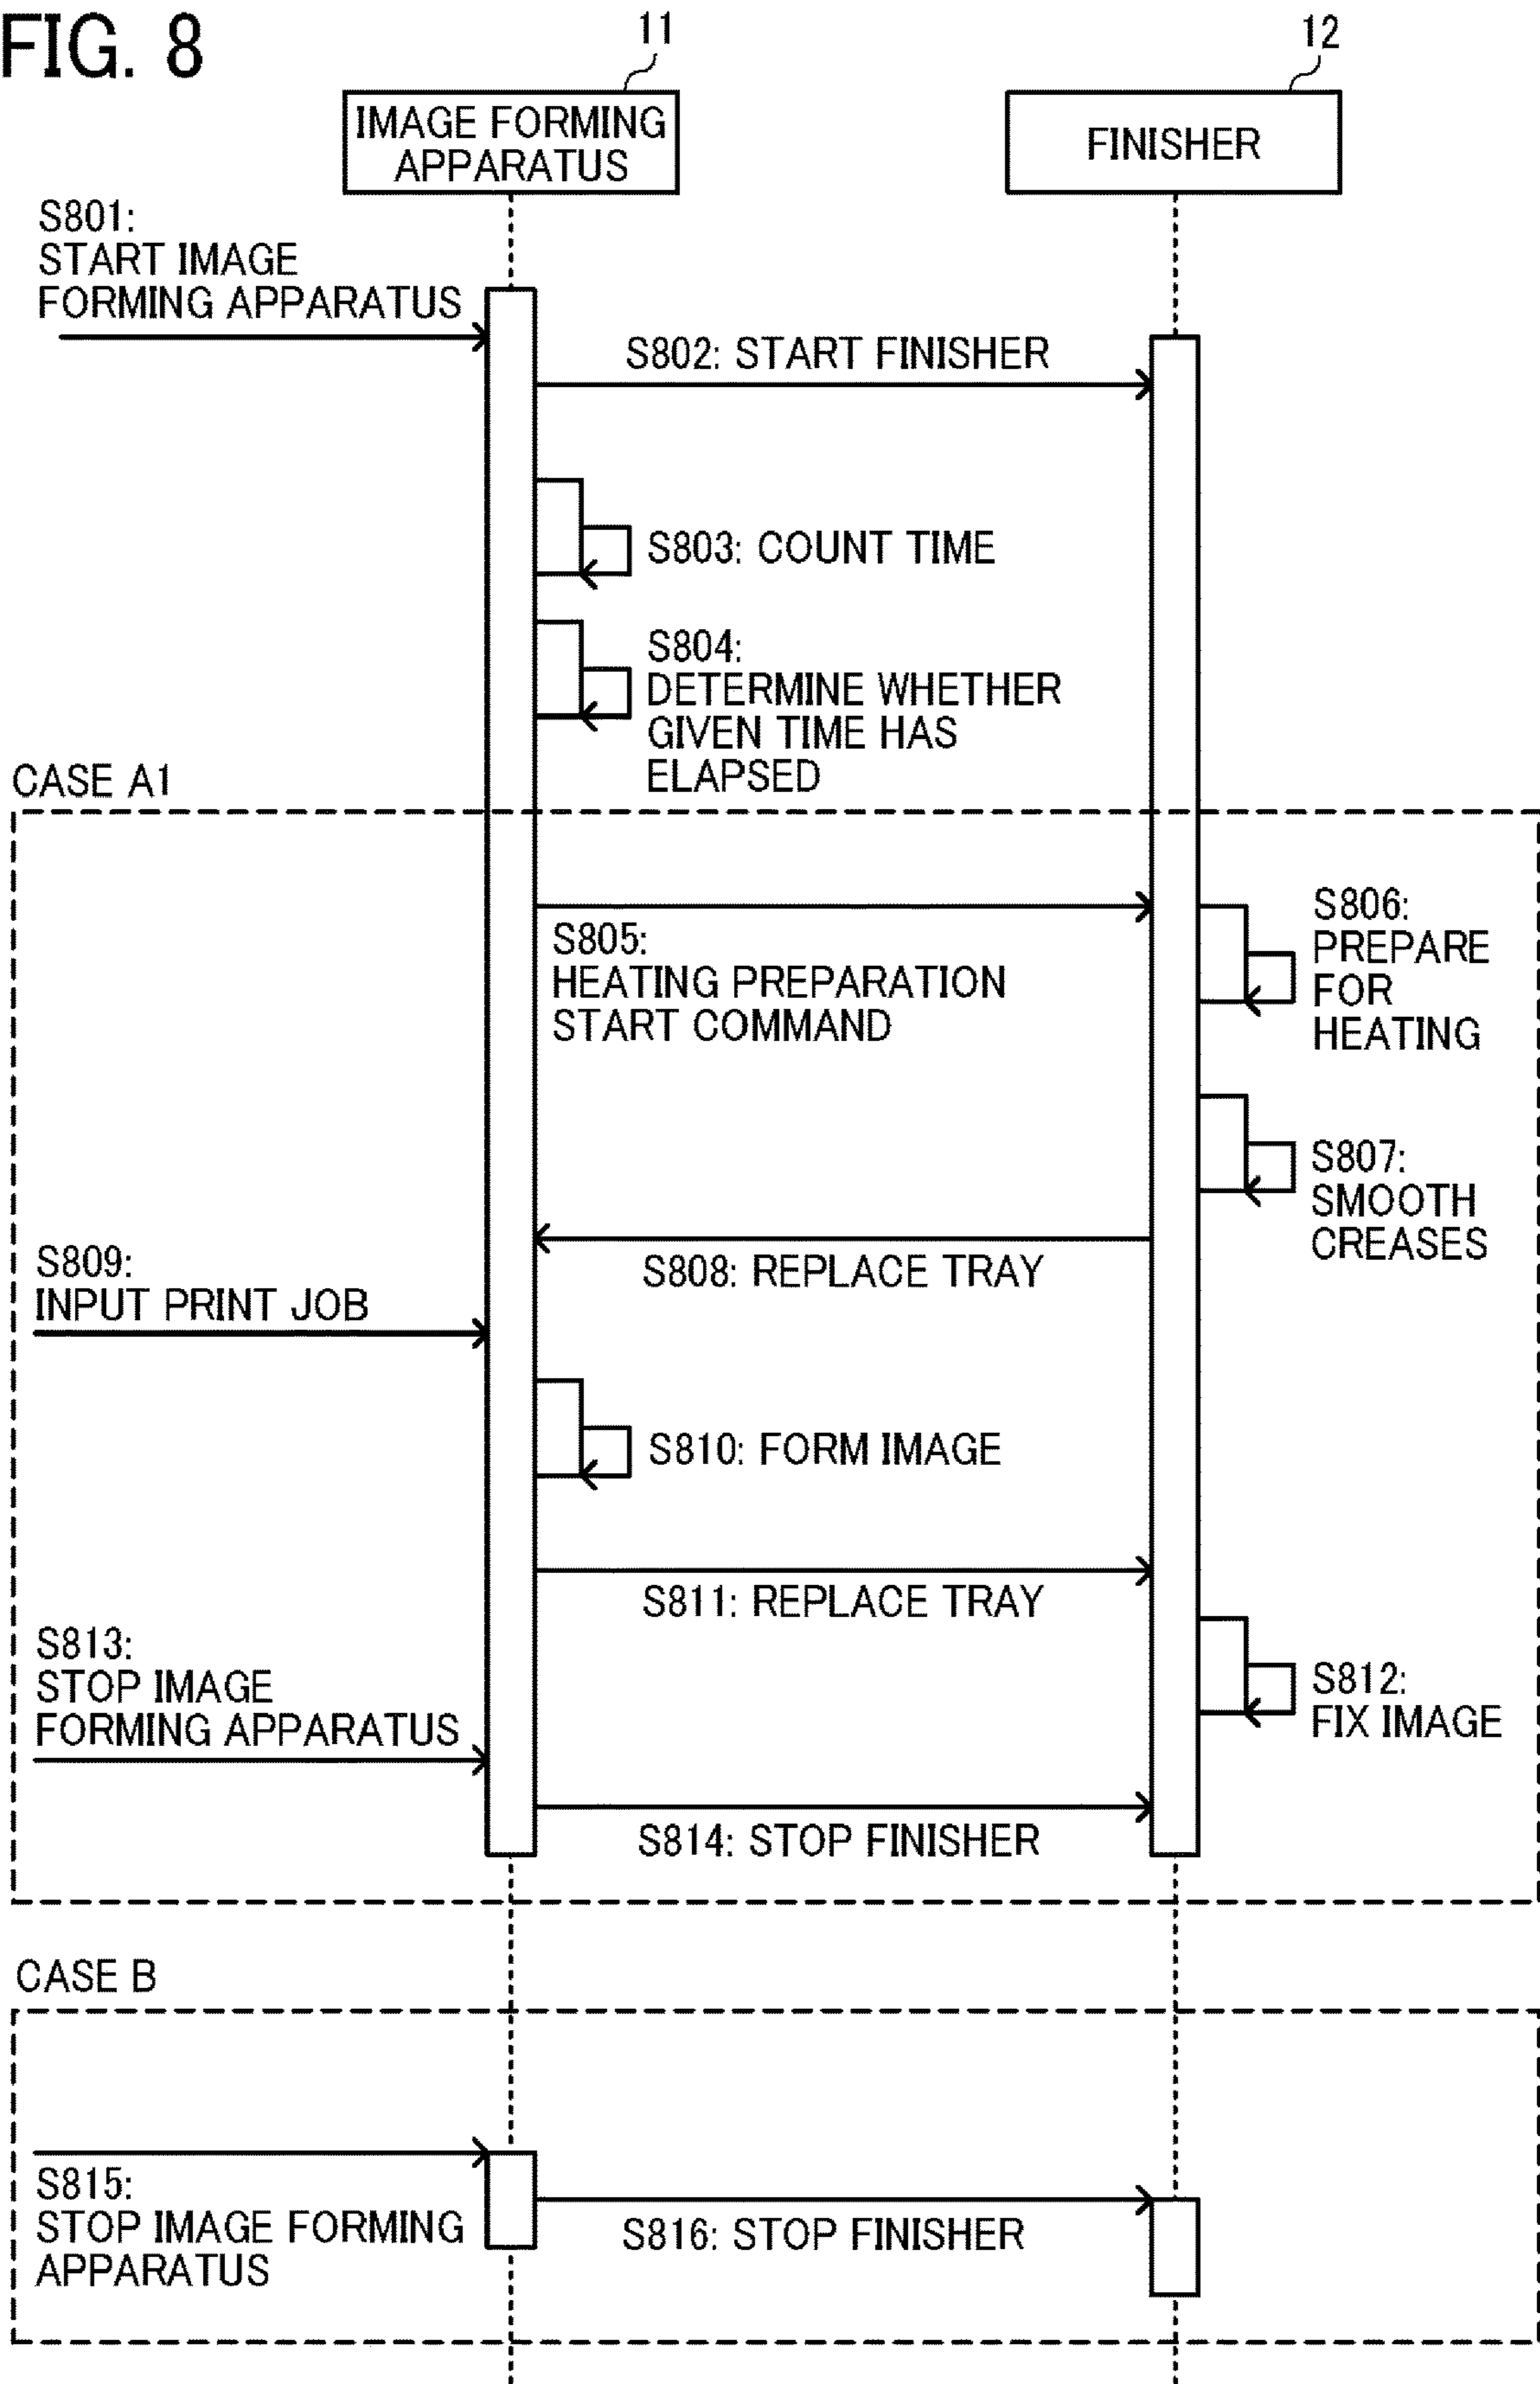 FIG. 8
11
12
IMAGE FORMING
APPARATUS
FINISHER
S801:
START IMAGE
FORMING APPARATUS
S802: START FINISHER
S803: COUNT TIME
S804:
DETERMINE WHETHER
GIVEN TIME HAS
ELAPSED
CASE A1
S805:
HEATING PREPARATION
START COMMAND
S806:
PREPARE
FOR
HEATING
S807:
SMOOTH
CREASES
S808: REPLACE TRAY
S809:
INPUT PRINT JOB
S810: FORM IMAGE
S811: REPLACE TRAY
S812:
FIX IMAGE
S813:
STOP IMAGE
FORMING APPARATUS
S814: STOP FINISHER
CASE B
S815:
STOP IMAGE FORMING
APPARATUS
S816: STOP FINISHER